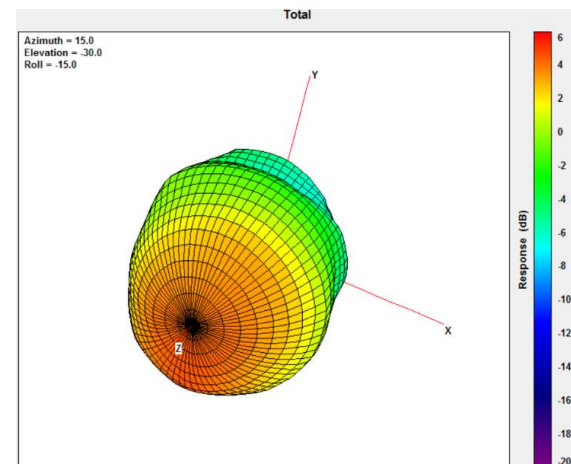 Total
Azimuth = 15.0
Elevation = -30.0
Roll = -15.0
Y
X
Z
6
4
2
0
-2
-4
-6
-8
-10
-12
-14
-16
-18
-20
Response (dB)